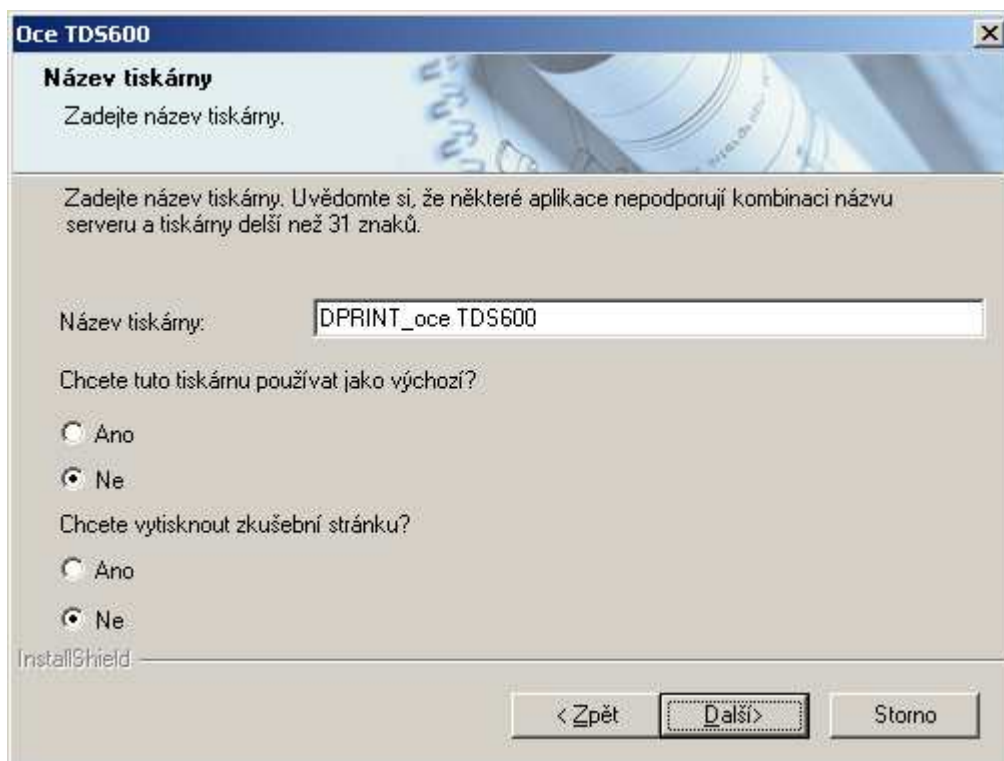 Oce TDS600
Název tiskárny
Zadejte název tiskárny.
Zadejte název tiskárny. Uvědomte si, že některé aplikace nepodporují kombinaci názvu
serveru a tiskárny delší než 31 znaků.
Název tiskárny:
DPRINT_oce TDS600
Chcete tuto tiskárnu používat jako výchozí?
Ano
Ne
Chcete vytisknout zkušební stránku?
Ano
Ne
InstallShield
< Zpět
Další>
Storno